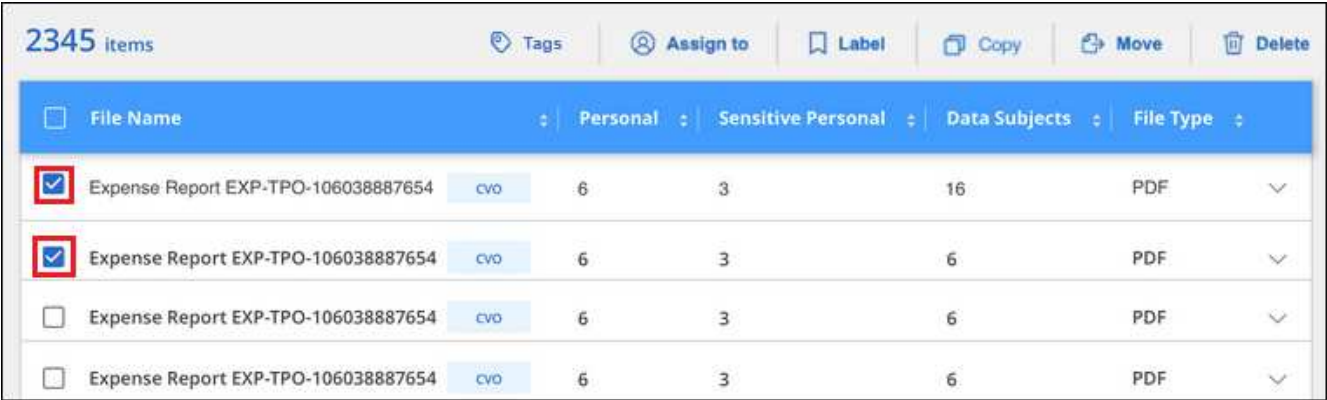 2345 items Tags Assign to Label Copy Move Delete
File Name Personal Sensitive Personal Data Subjects File Type
Expense Report EXP-TPO-106038887654 CVO 6 3 16 PDF
Expense Report EXP-TPO-106038887654 CVO 6 3 6 PDF
Expense Report EXP-TPO-106038887654 CVO 6 3 6 PDF
Expense Report EXP-TPO-106038887654 CVO 6 3 6 PDF